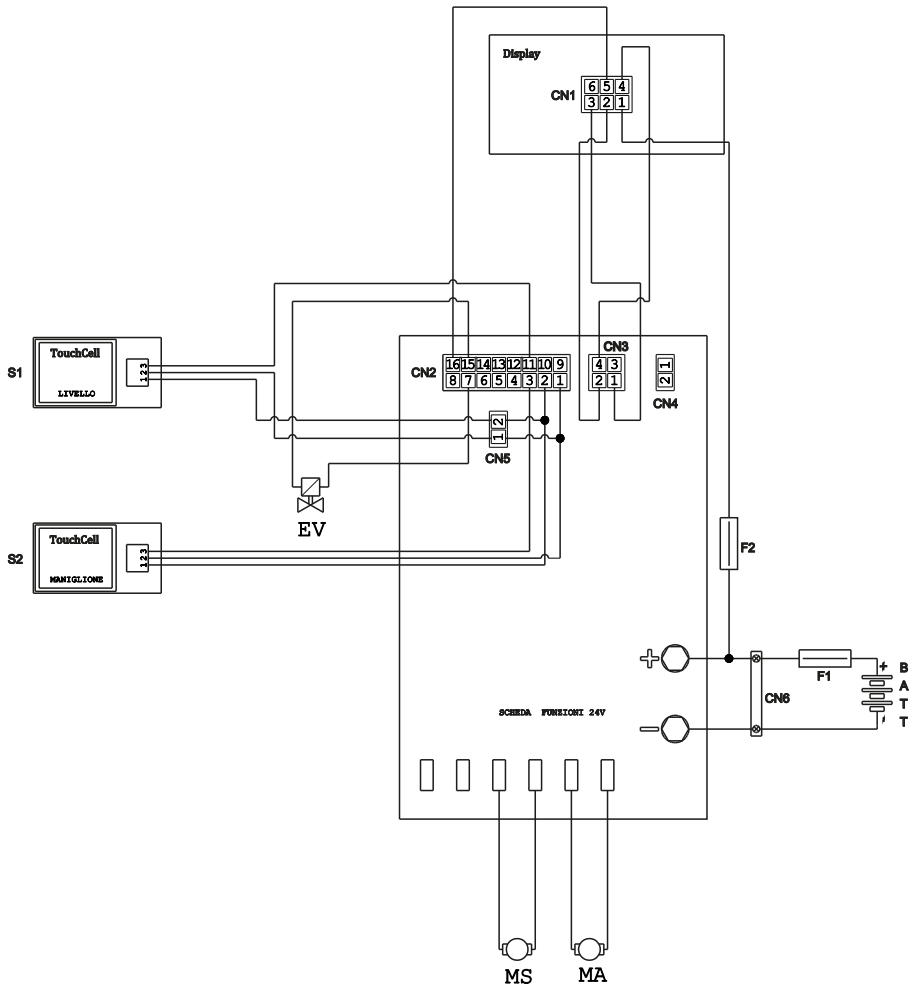 Display
CN1
6 5 4
3 2 1
S1
TouchCell
LIVELLO
1 2 3
CN2
16 15 14 13 12 11 10 9
8 7 6 5 4 3 2 1
CN3
4 3
2 1
2 1
CN4
1 2
CN5
EV
S2
TouchCell
MANIGLIONE
1 2 3
F2
+
F1
+
BATT
CN6
SCHEDA FUNZIONI 24V
-
-
MS
MA